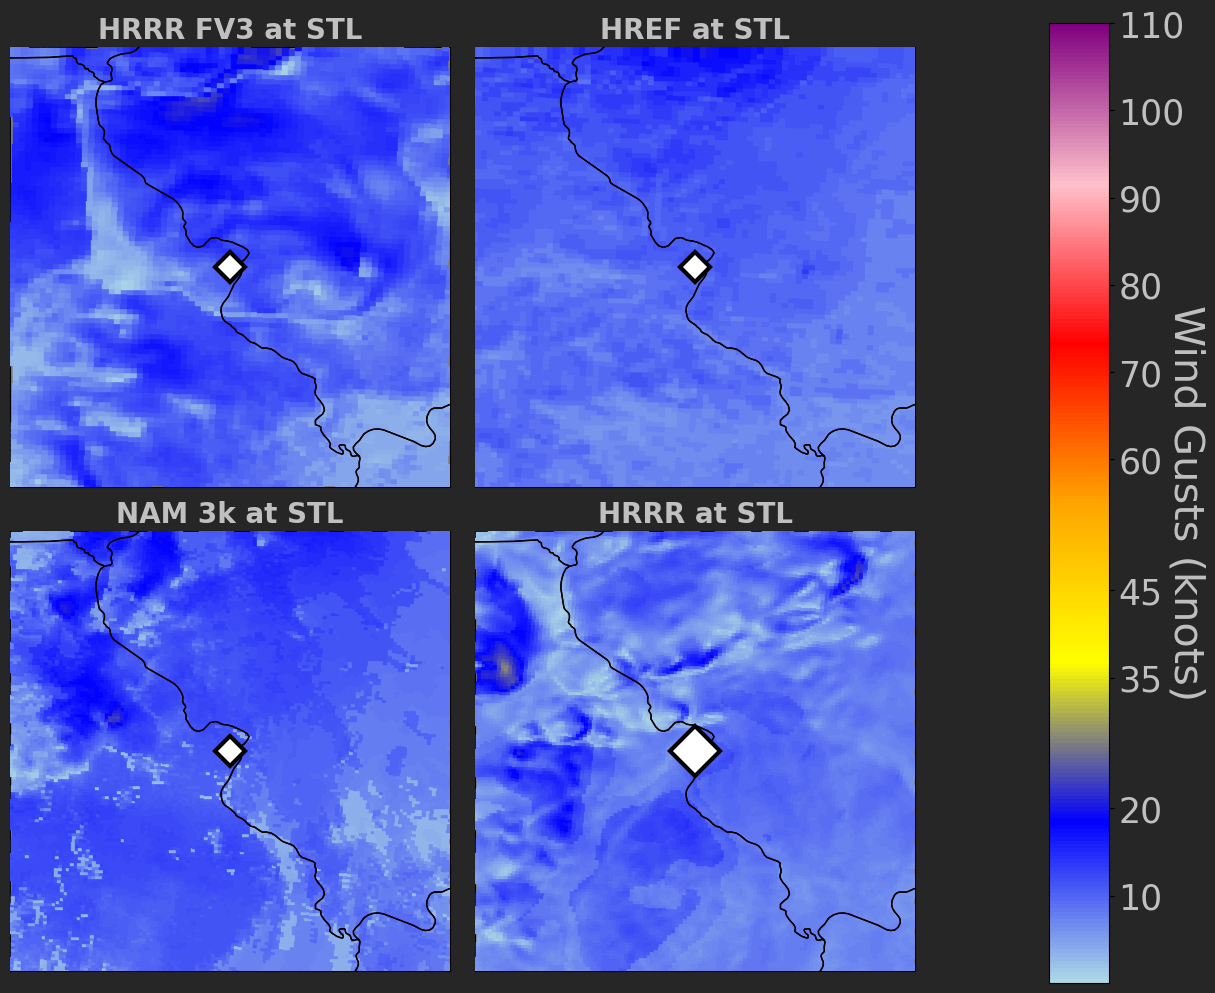 HRRR FV3 at STL
HREF at STL
NAM 3k at STL
HRRR at STL
110
100
90
80
70
60
45
35
20
10
Wind Gusts (knots)